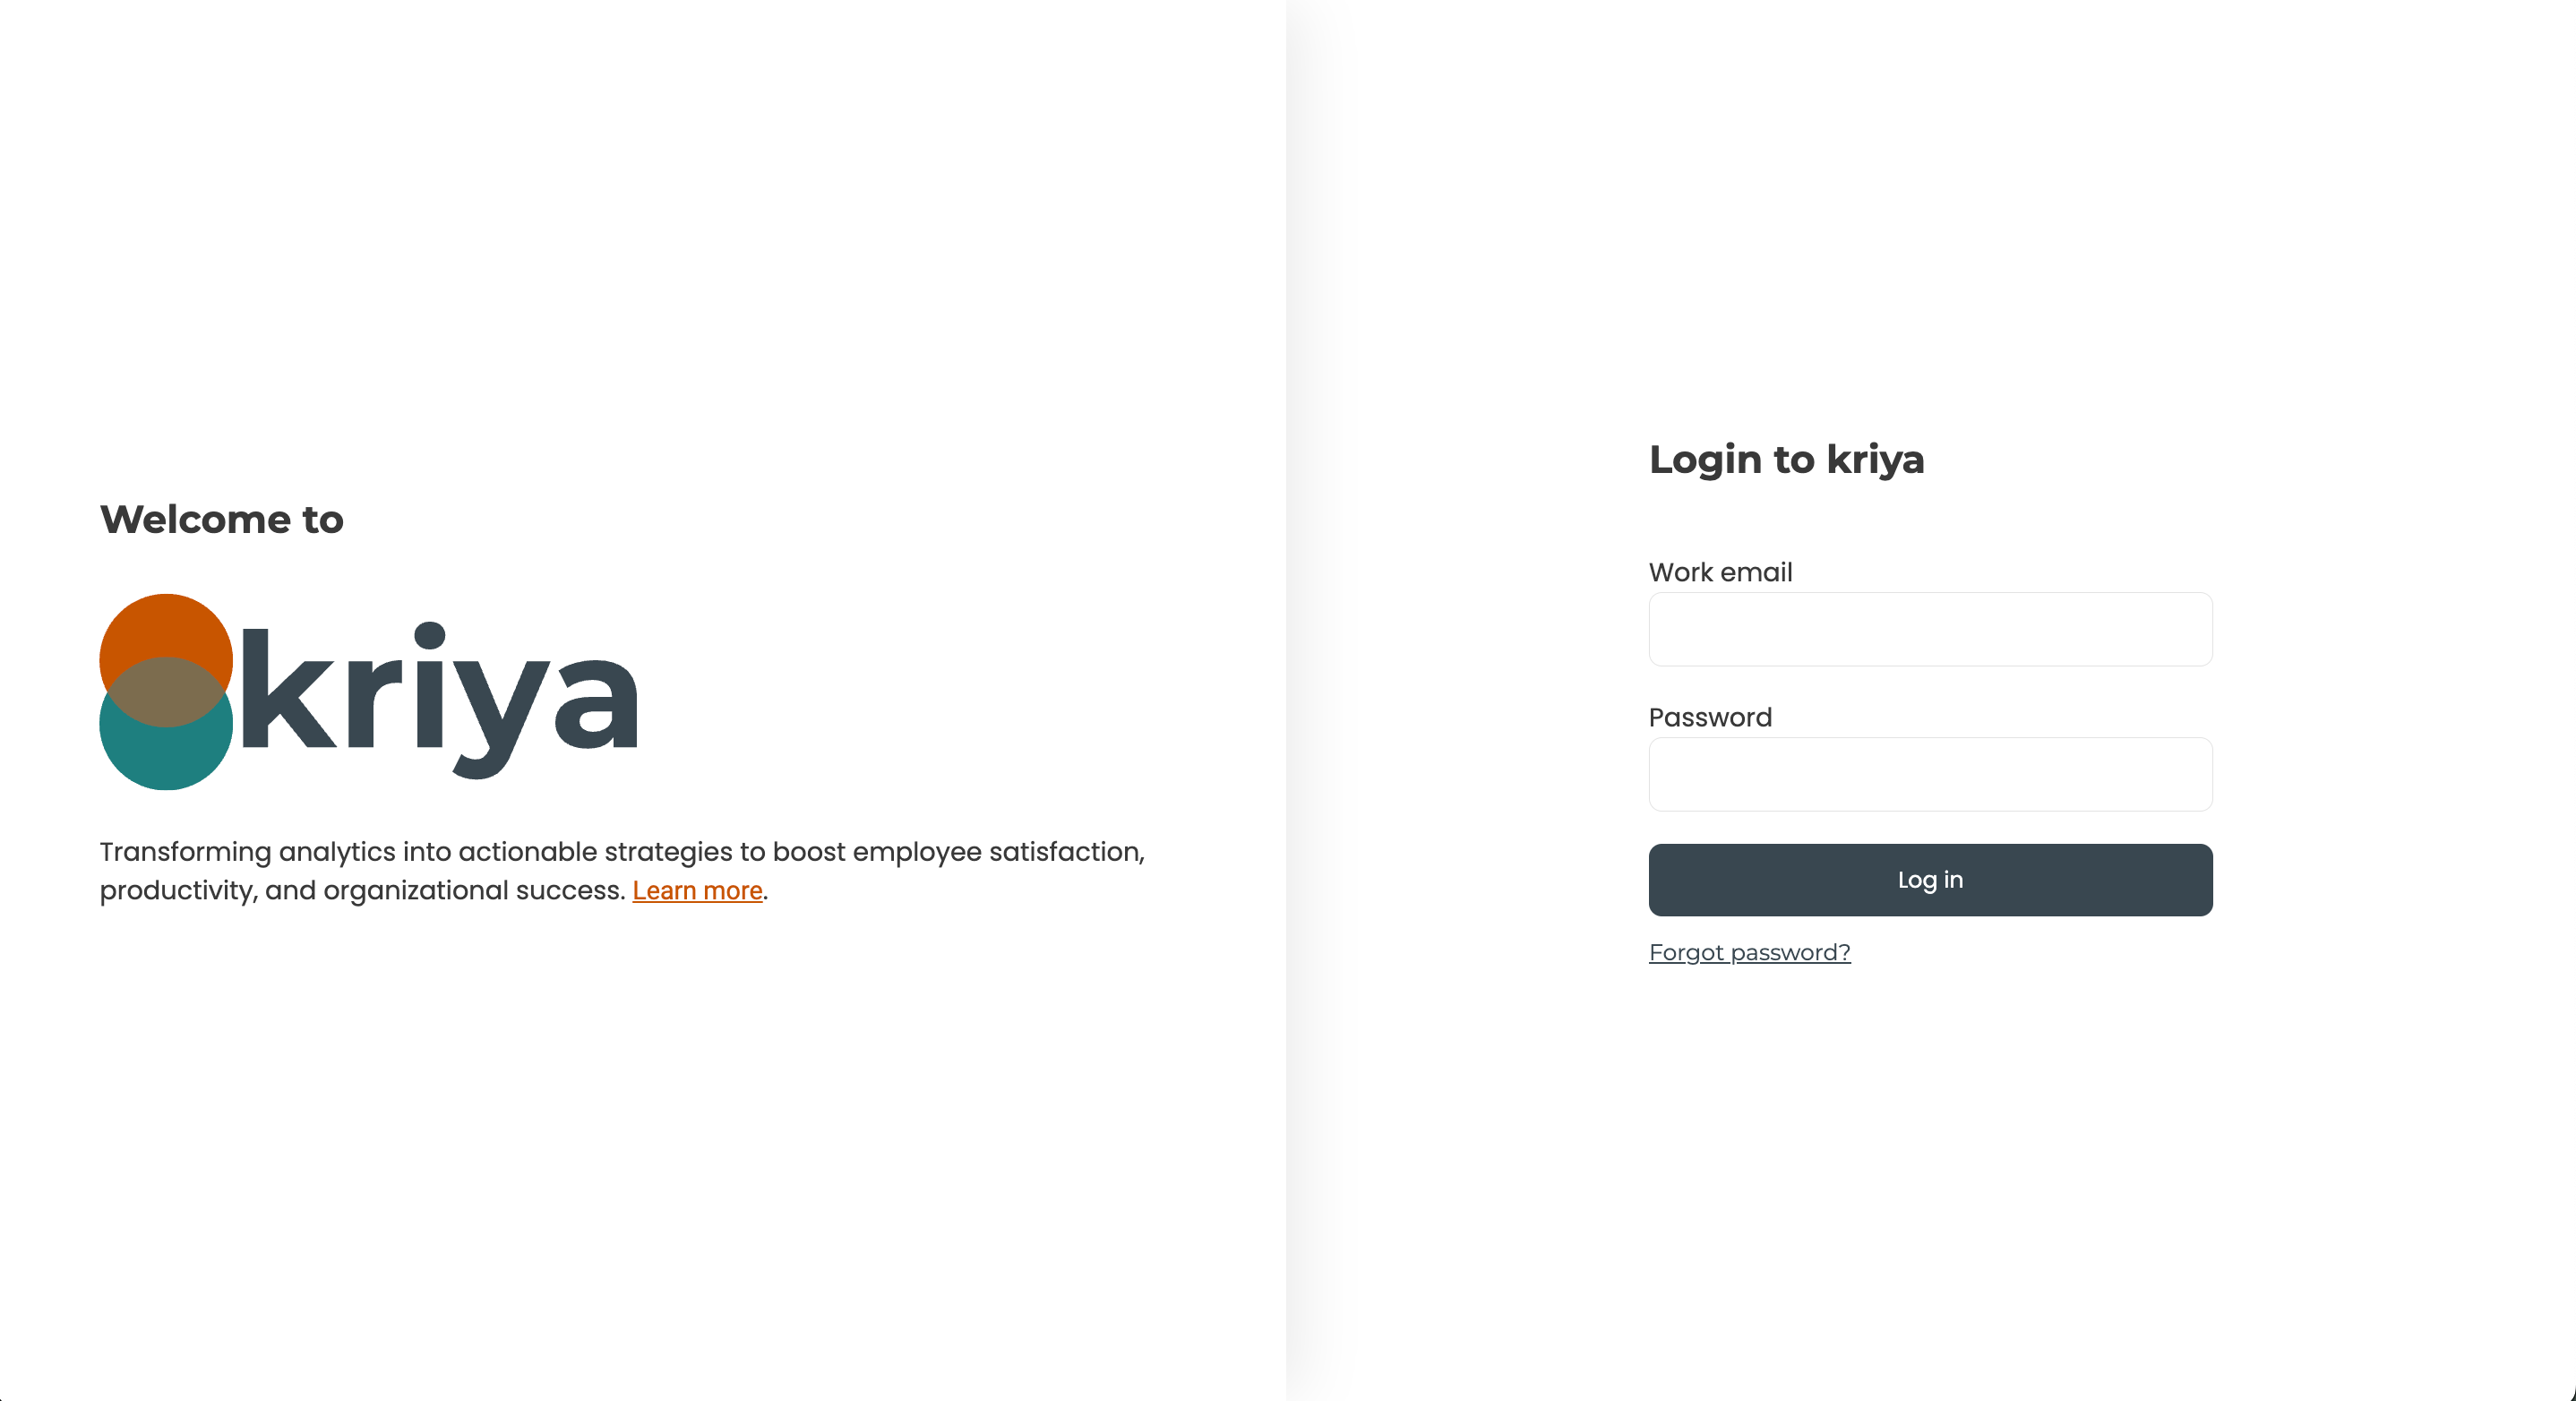 Welcome to
kriya
Transforming analytics into actionable strategies to boost employee satisfaction,
productivity, and organizational success. Learn more.
Login to kriya
Work email
Password
Log in
Forgot password?